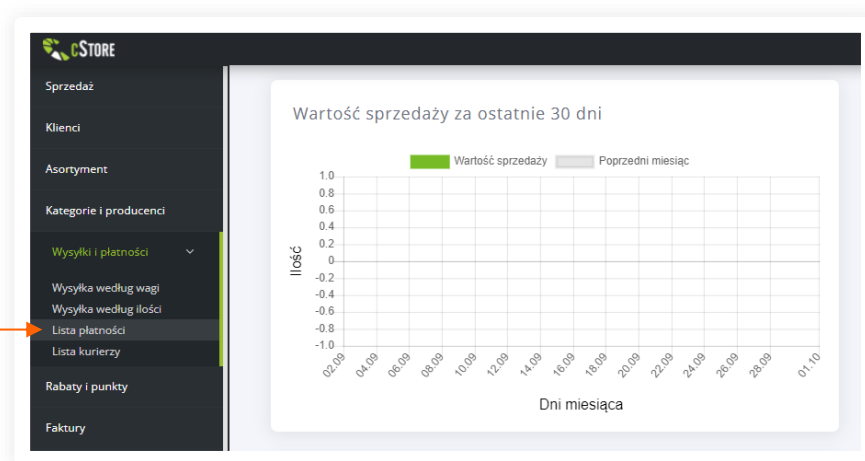 cStore
Sprzedaż
Klienci
Asortyment
Kategorie i producenci
Wysyłki i płatności
Wysyłka według wagi
Wysyłka według ilości
Lista płatności
Lista kurierzy
Rabaty i punkty
Faktury
Wartość sprzedaży za ostatnie 30 dni
Wartość sprzedaży Poprzedni miesiąc
Ilość
1.0
0.8
0.6
0.4
0.2
0
-0.2
-0.4
-0.6
-0.8
-1.0
02.09 04.09 06.09 08.09 10.09 12.09 14.09 16.09 18.09 20.09 22.09 24.09 26.09 28.09 01.10
Dni miesiąca